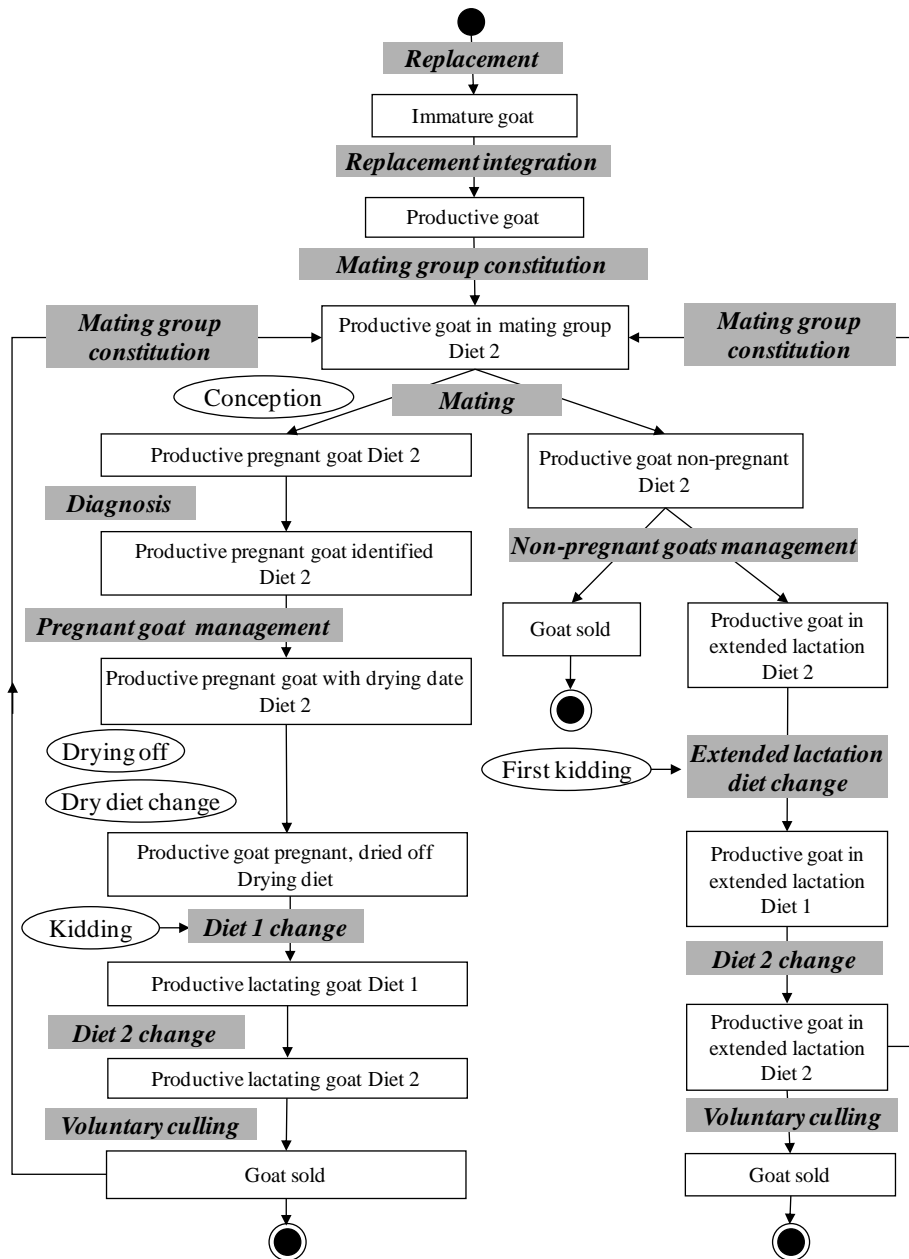 Replacement
Immature goat
Replacement integration
Productive goat
Mating group constitution
Mating group
constitution
Productive goat in mating group
Diet 2
Mating group
constitution
Conception
Mating
Productive pregnant goat Diet 2
Productive goat non-pregnant
Diet 2
Diagnosis
Non-pregnant goats management
Productive pregnant goat identified
Diet 2
Pregnant goat management
Goat sold
Productive goat in
extended lactation
Diet 2
Productive pregnant goat with drying date
Diet 2
Drying off
Dry diet change
First kidding
Extended lactation
diet change
Productive goat pregnant, dried off
Drying diet
Productive goat in
extended lactation
Diet 1
Kidding
Diet 1 change
Diet 2 change
Productive lactating goat Diet 1
Diet 2 change
Productive goat in
extended lactation
Diet 2
Productive lactating goat Diet 2
Voluntary culling
Voluntary culling
Goat sold
Goat sold